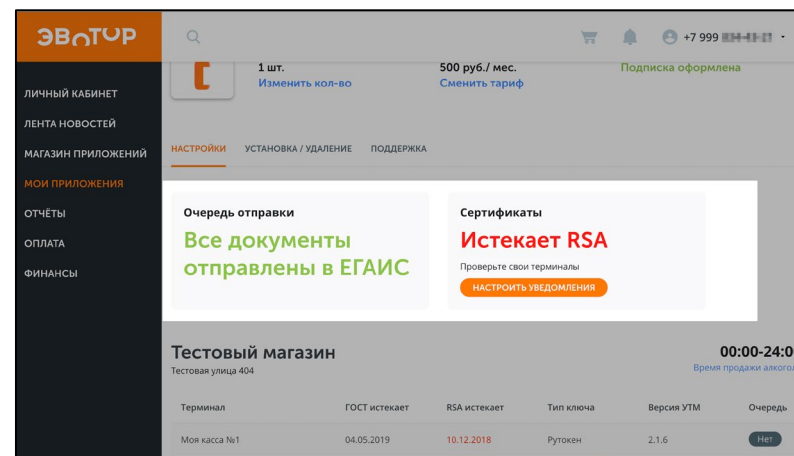 ЭВОТОР
+7 999
1 шт.
500 руб./ мес.
Подписка оформлена
Изменить кол-во
Сменить тариф
ЛИЧНЫЙ КАБИНЕТ
ЛЕНТА НОВОСТЕЙ
МАГАЗИН ПРИЛОЖЕНИЙ
МОИ ПРИЛОЖЕНИЯ
ОТЧЁТЫ
ОПЛАТА
ФИНАНСЫ
НАСТРОЙКИ УСТАНОВКА / УДАЛЕНИЕ ПОДДЕРЖКА
Очередь отправки
Все документы
отправлены в ЕГАИС
Сертификаты
Истекает RSA
Проверьте свои терминалы
НАСТРОИТЬ УВЕДОМЛЕНИЯ
Тестовый магазин
Тестовая улица 404
00:00-24:0
Время продажи алкогол
Терминал ГОСТ истекает RSA истекает Тип ключа Версия УТМ Очередь
Моя касса №1 04.05.2019 10.12.2018 Рутокен 2.1.6 Нет